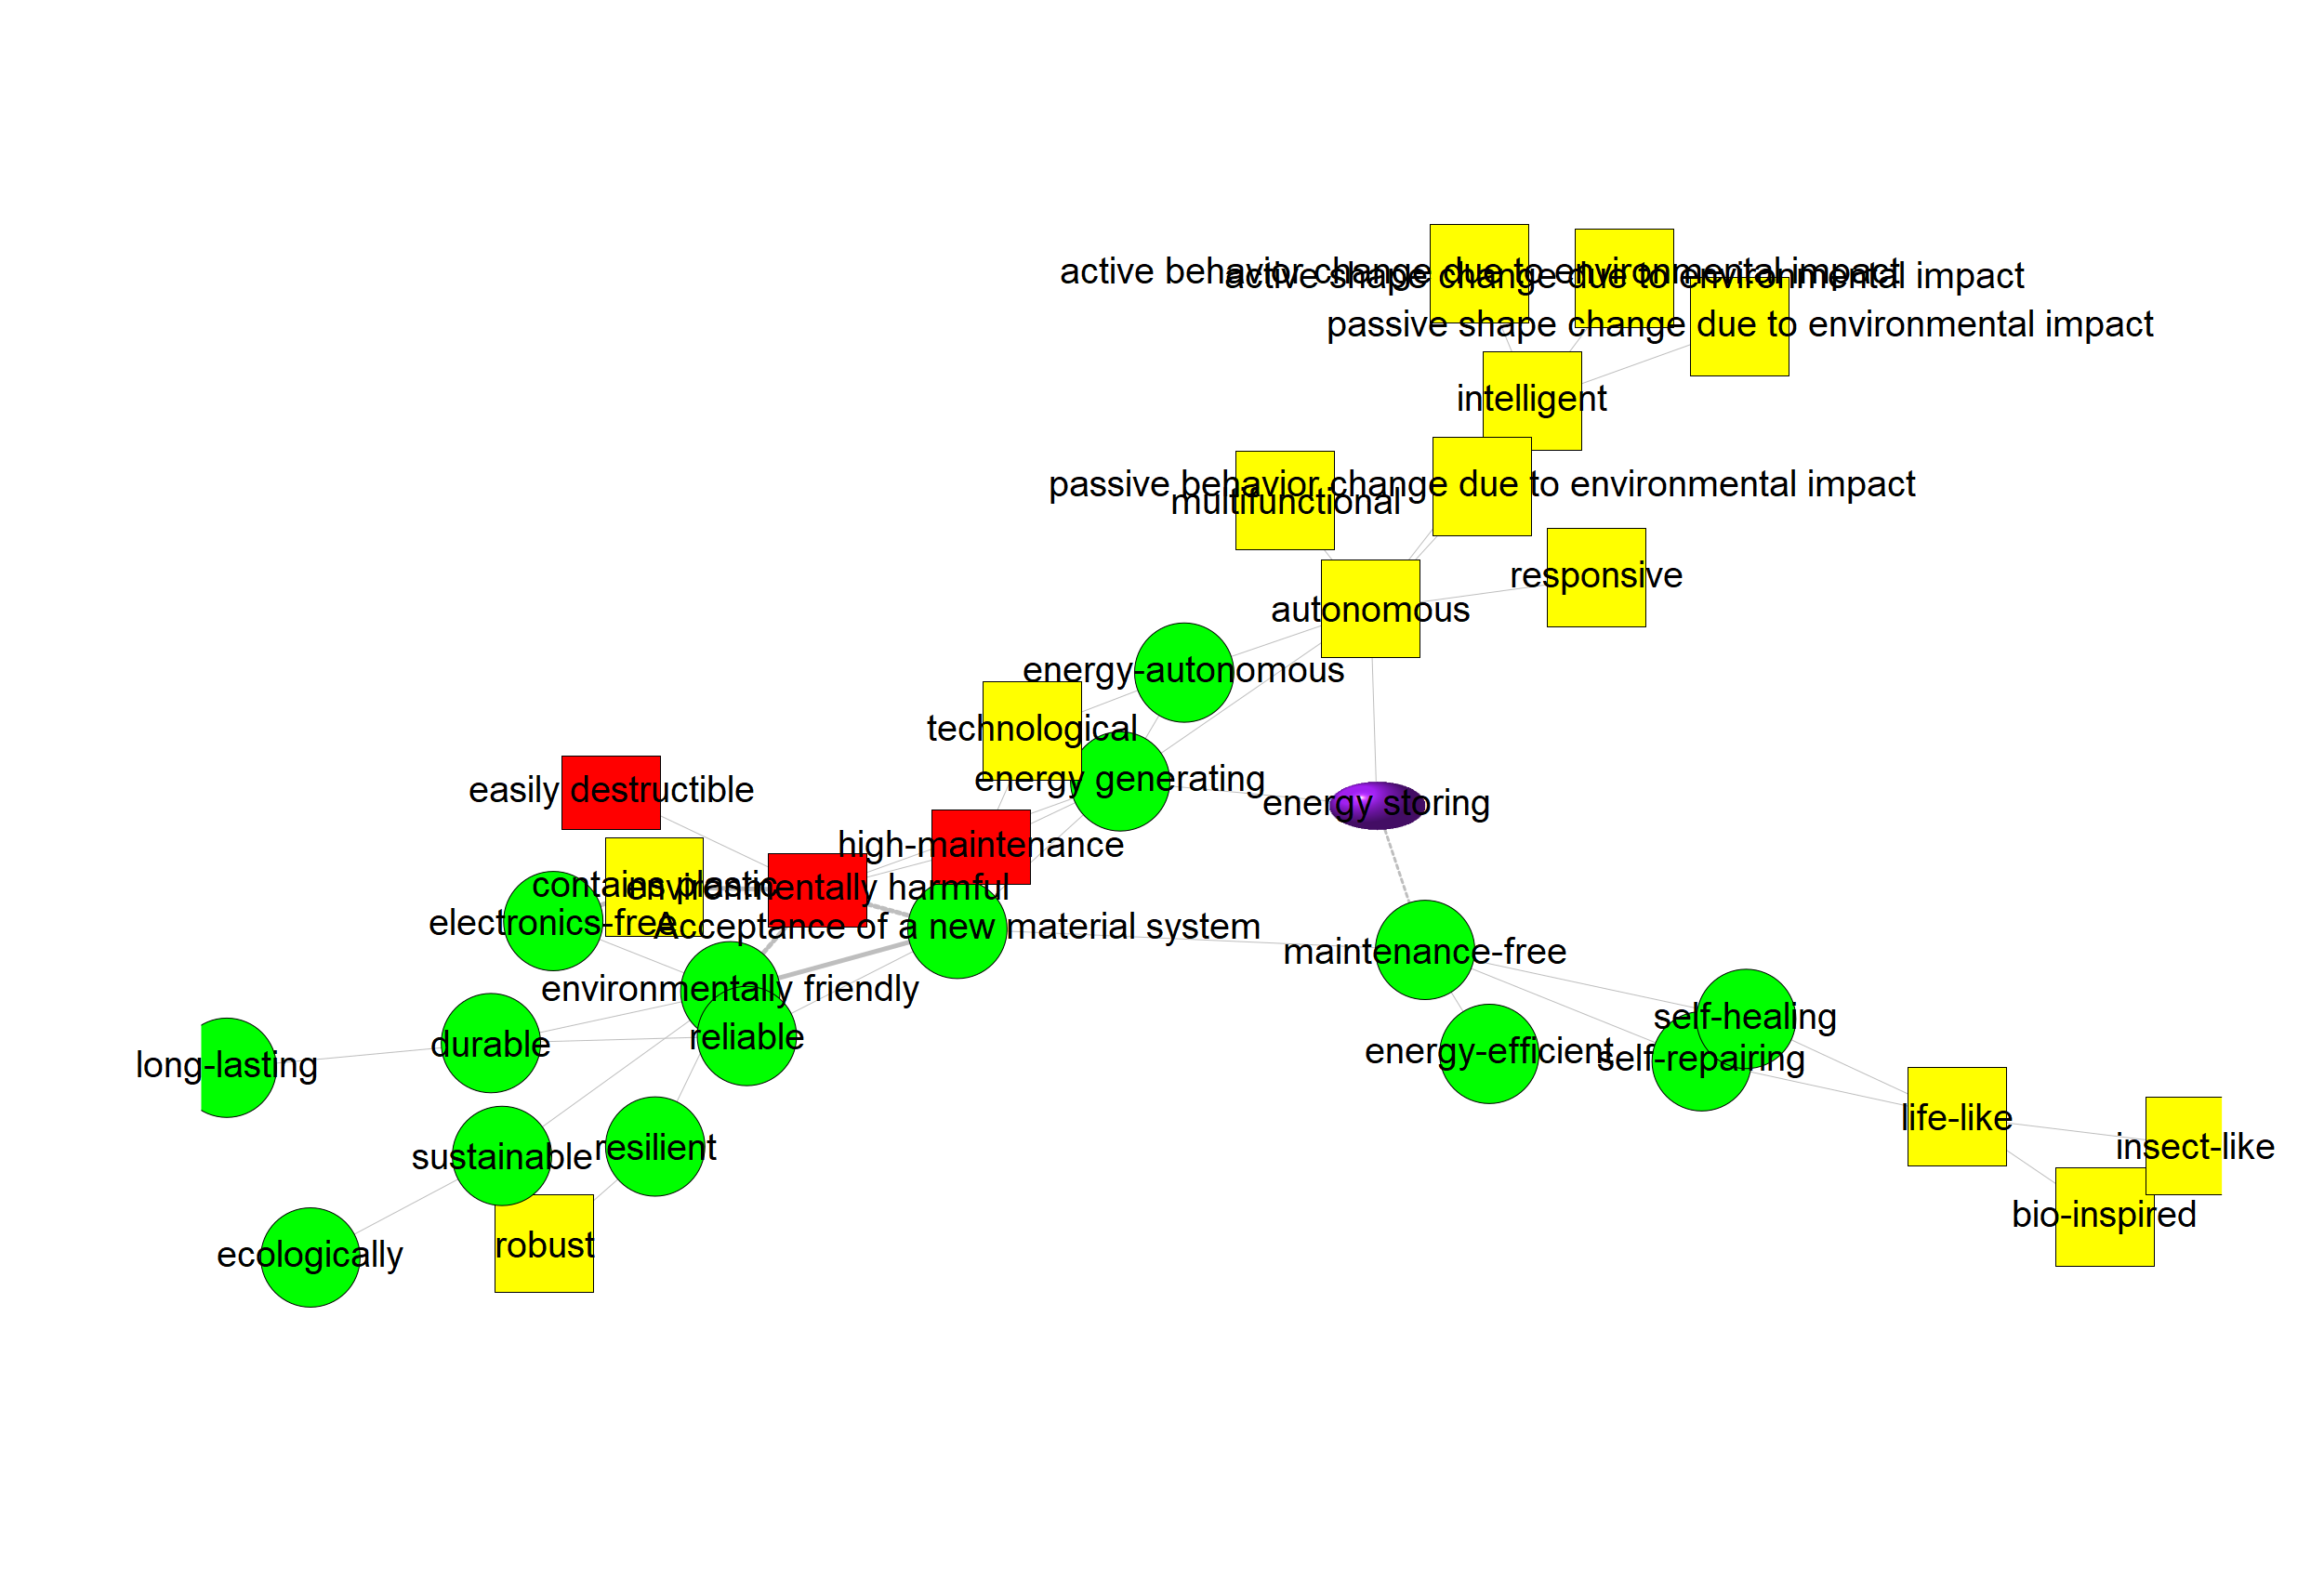 active behavior change due to environmental impact
active shape change due to environmental impact
passive shape change due to environmental impact
intelligent
passive behavior change due to environmental impact
multifunctional
responsive
autonomous
energy-autonomous
technological
energy generating
easily destructible
energy storing
high-maintenance
contains plastic
environmentally harmful
electronics-free
Acceptance of a new material system
maintenance-free
environmentally friendly
self-healing
reliable
durable
energy-efficient
self-repairing
long-lasting
life-like
resilient
insect-like
sustainable
bio-inspired
robust
ecologically